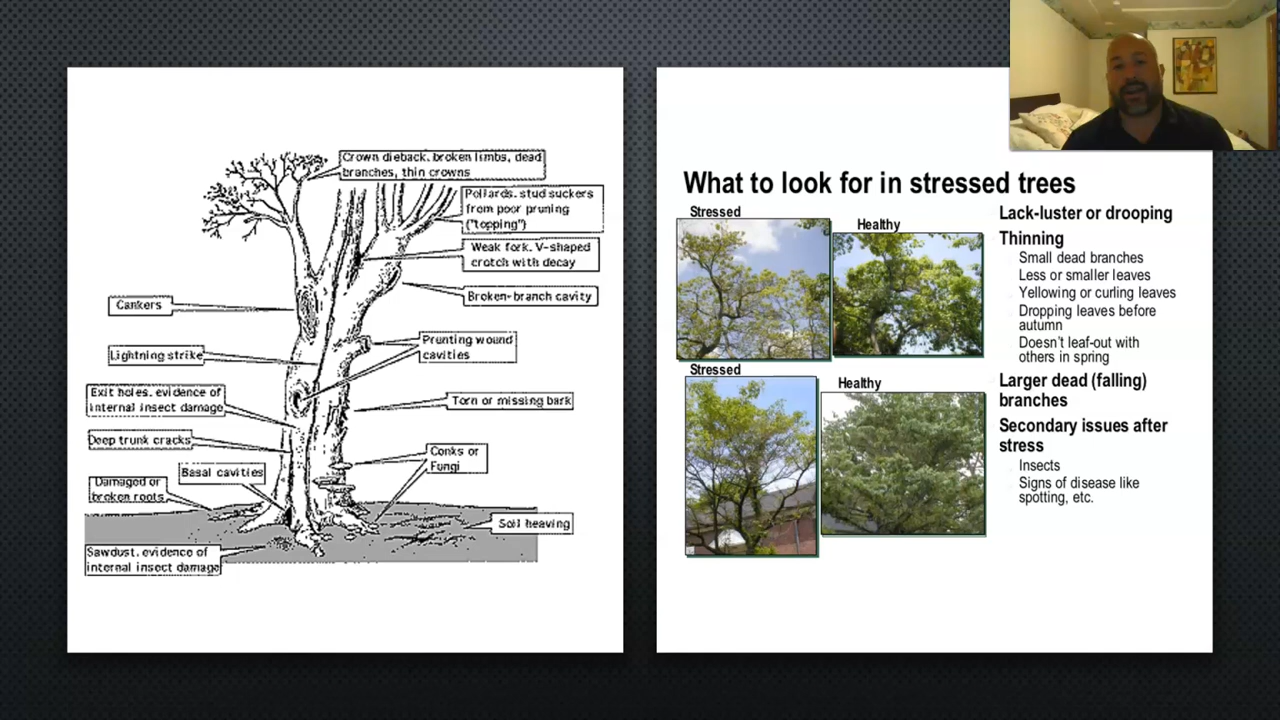 Crown dieback. broken limbs, dead
branches, thin crowns
Pollards. stud suckers
from poor pruning
("topping")
Weak fork. V-shaped
crotch with decay
Broken-branch cavity
Cankers
Prunting wound
cavities
Lightning strike
Exit holes. evidence of
internal insect damage
Torn or missing bark
Deep trunk cracks
Conks or
Fungi
Basal cavities
Damaged or
broken roots
Soil heaving
Sawdust. evidence of
internal insect damage
What to look for in stressed trees
Stressed
Healthy
Stressed
Healthy
Lack-luster or drooping
Thinning
Small dead branches
Less or smaller leaves
Yellowing or curling leaves
Dropping leaves before
autumn
Doesn't leaf-out with
others in spring
Larger dead (falling)
branches
Secondary issues after
stress
Insects
Signs of disease like
spotting, etc.